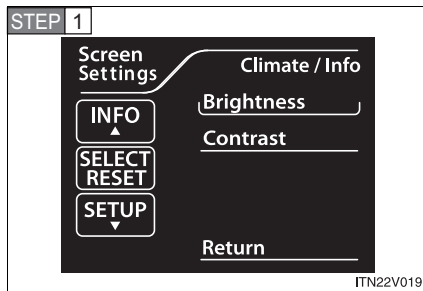 STEP 1
Screen
Settings
Climate / Info
INFO
SELECT
RESET
SETUP
Brightness
Contrast
Return
ITN22V019